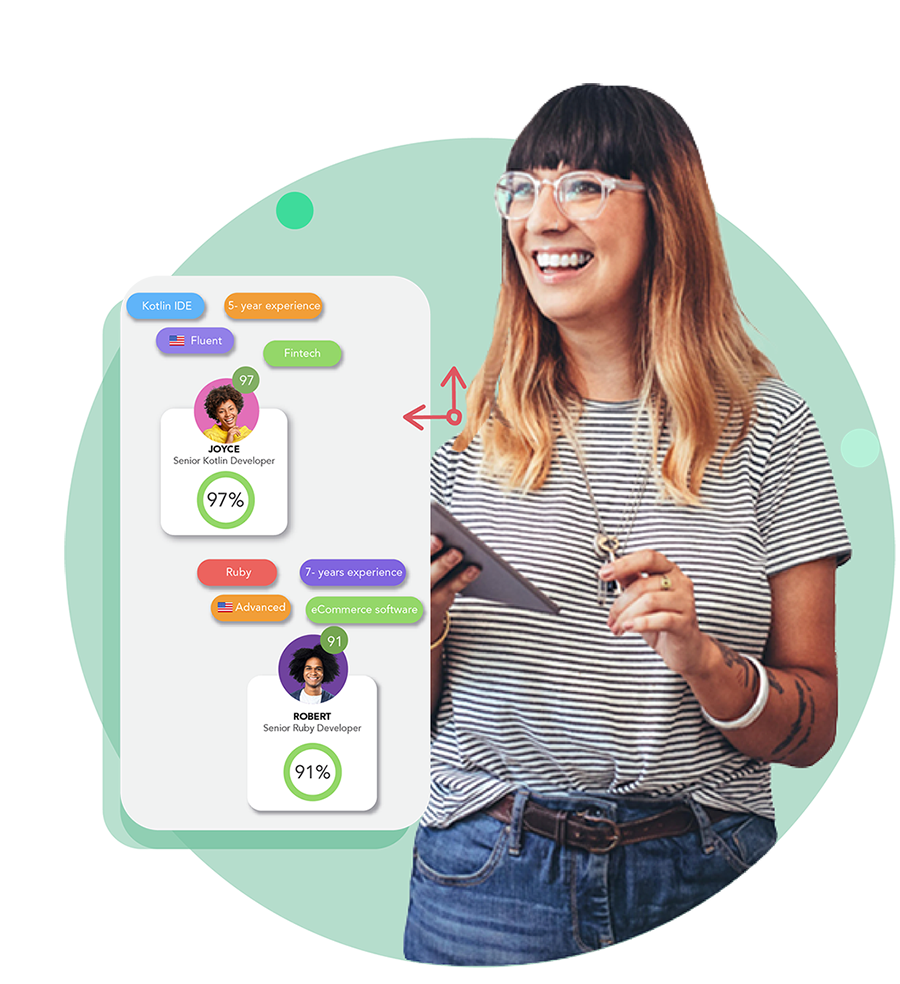 Kotlin IDE
5- year experience
Fluent
Fintech
97
JOYCE
Senior Kotlin Developer
97%
Ruby
7- years experience
Advanced
eCommerce software
91
ROBERT
Senior Ruby Developer
91%